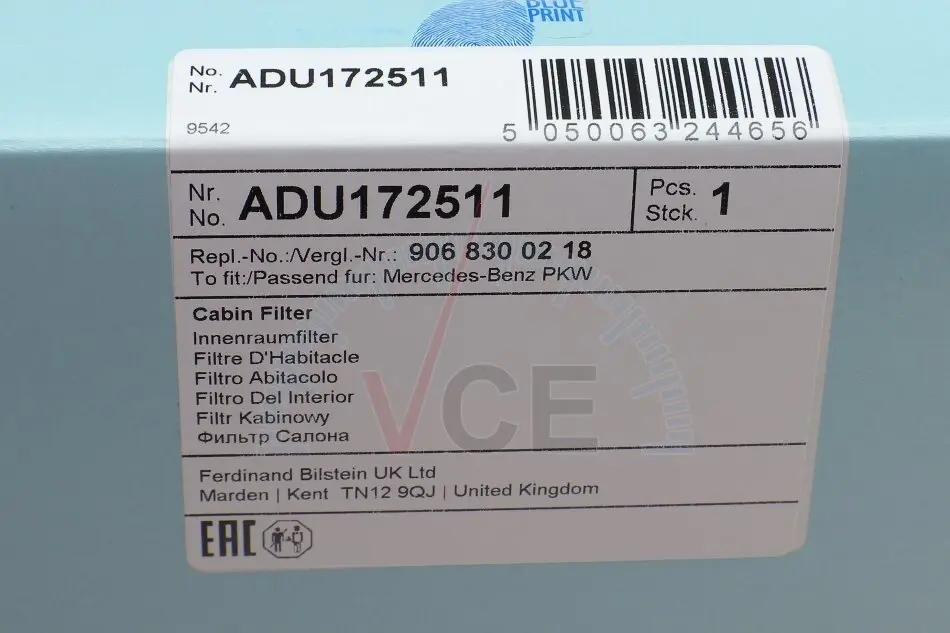 BLUE
PRINT
No.
Nr. ADU172511
9542
5 050063 244656
Nr.
No. ADU172511
Pcs.
Stck. 1
Repl.-No.:/Vergl.-Nr.: 906 830 02 18
To fit:/Passend fur: Mercedes-Benz PKW
Cabin Filter
Innenraumfilter
Filtre D'Habitacle
Filtro Abitacolo
Filtro Del Interior
Filtr Kabinowy
Фильтр Салона
VCE
Ferdinand Bilstein UK Ltd
Marden | Kent TN12 9QJ | United Kingdom
EAC